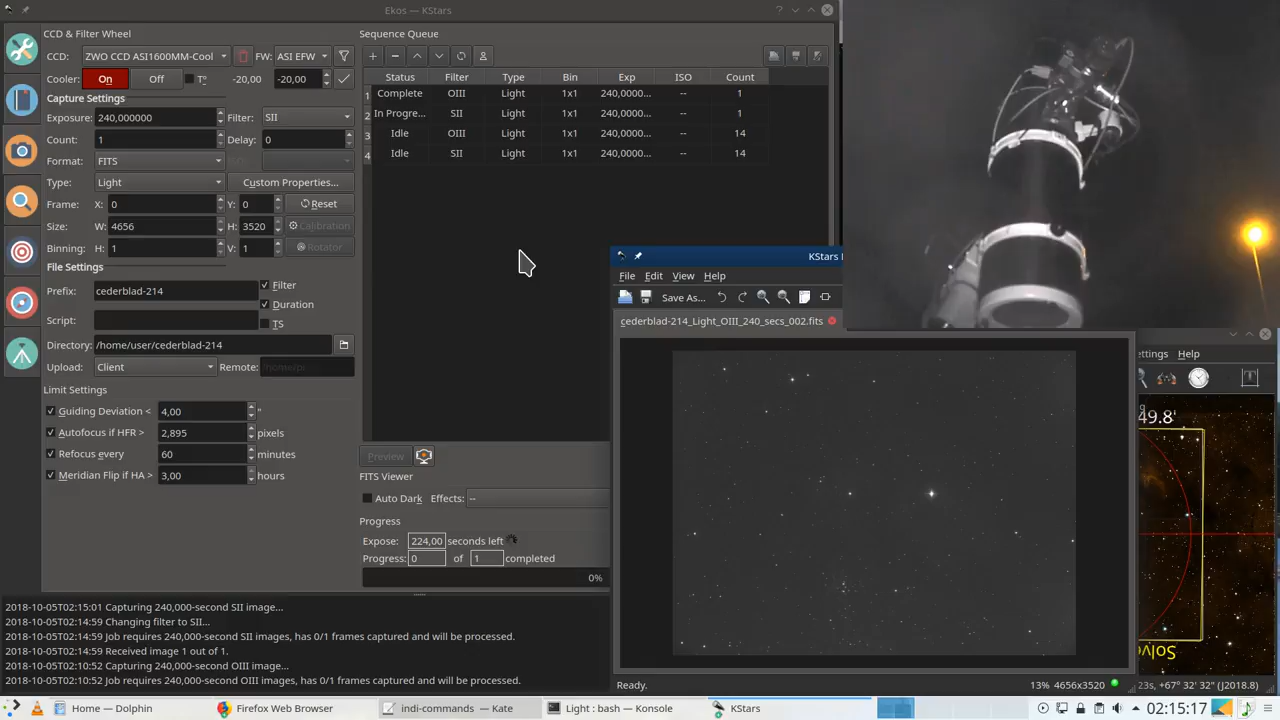 Ekos — KStars
CCD & Filter Wheel
CCD: ZWO CCD ASI1600MM-Cool FW: ASI EFW
Cooler: On Off T° -20,00 -20,00
Capture Settings
Exposure: 240,000000 Filter: SII
Count: 1 Delay: 0
Format: FITS
Type: Light Custom Properties...
Frame: X: 0 Y: 0 Reset
Size: W: 4656 H: 3520 Calibration
Binning: H: 1 V: 1 Rotator
File Settings
Prefix: cederblad-214 Filter
Duration
Script: TS
Directory: /home/user/cederblad-214
Upload: Client Remote:
Limit Settings
Guiding Deviation < 4,00 "
Autofocus if HFR > 2,895 pixels
Refocus every 60 minutes
Meridian Flip if HA > 3,00 hours
Sequence Queue
Status Filter Type Bin Exp ISO Count
1 Complete OIII Light 1x1 240,0000... -- 1
2 In Progre... SII Light 1x1 240,0000... -- 1
3 Idle OIII Light 1x1 240,0000... -- 14
4 Idle SII Light 1x1 240,0000... -- 14
Preview
FITS Viewer
Auto Dark Effects: --
Progress
Expose: 224,00 seconds left
Progress: 0 of 1 completed
0%
2018-10-05T02:15:01 Capturing 240,000-second SII image...
2018-10-05T02:14:59 Changing filter to SII...
2018-10-05T02:14:59 Job requires 240,000-second SII images, has 0/1 frames captured and will be processed.
2018-10-05T02:14:59 Received image 1 out of 1.
2018-10-05T02:10:52 Capturing 240,000-second OIII image...
2018-10-05T02:10:52 Job requires 240,000-second OIII images, has 0/1 frames captured and will be processed.
KStars
File Edit View Help
Save As...
cederblad-214_Light_OIII_240_secs_002.fits
Ready. 13% 4656x3520
ettings Help
49.8'
Solve
23s, +67° 32' 32" (J2018.8)
Home — Dolphin Firefox Web Browser indi-commands — Kate Light : bash — Konsole KStars 02:15:17